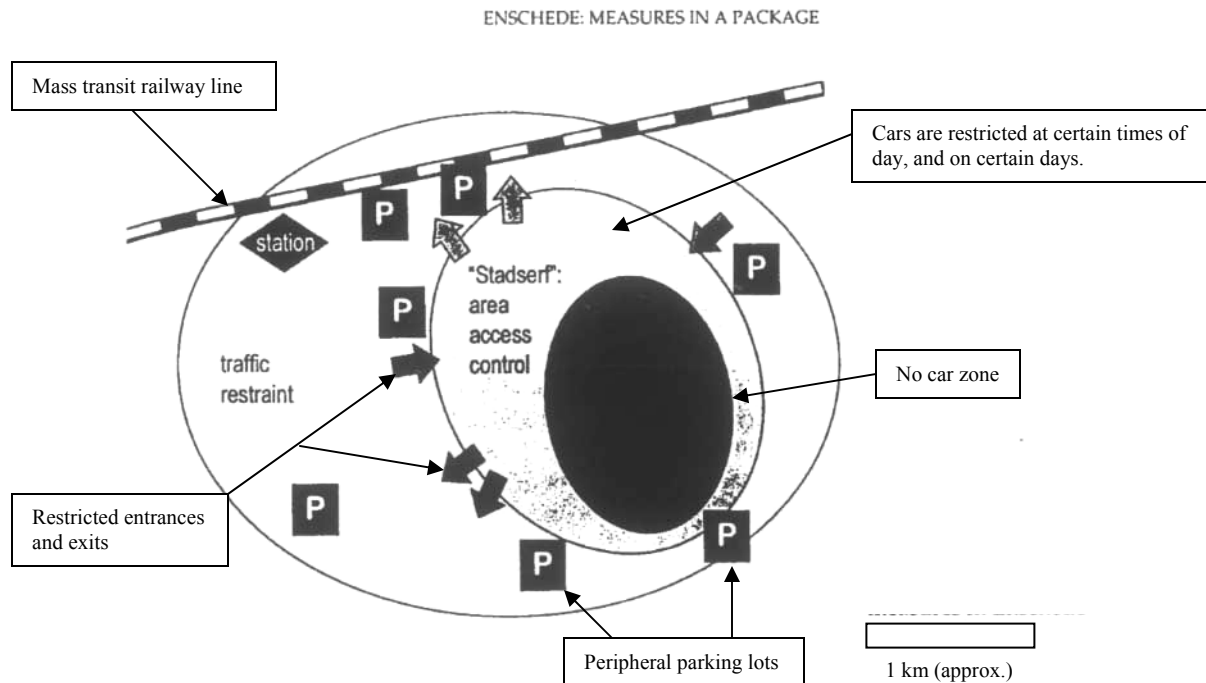 ENSCHEDE: MEASURES IN A PACKAGE
Mass transit railway line
Cars are restricted at certain times of
day, and on certain days.
P
P
station
P
"Stadserf":
area
access
control
P
traffic
restraint
No car zone
Restricted entrances
and exits
P
P
P
Peripheral parking lots
1 km (approx.)